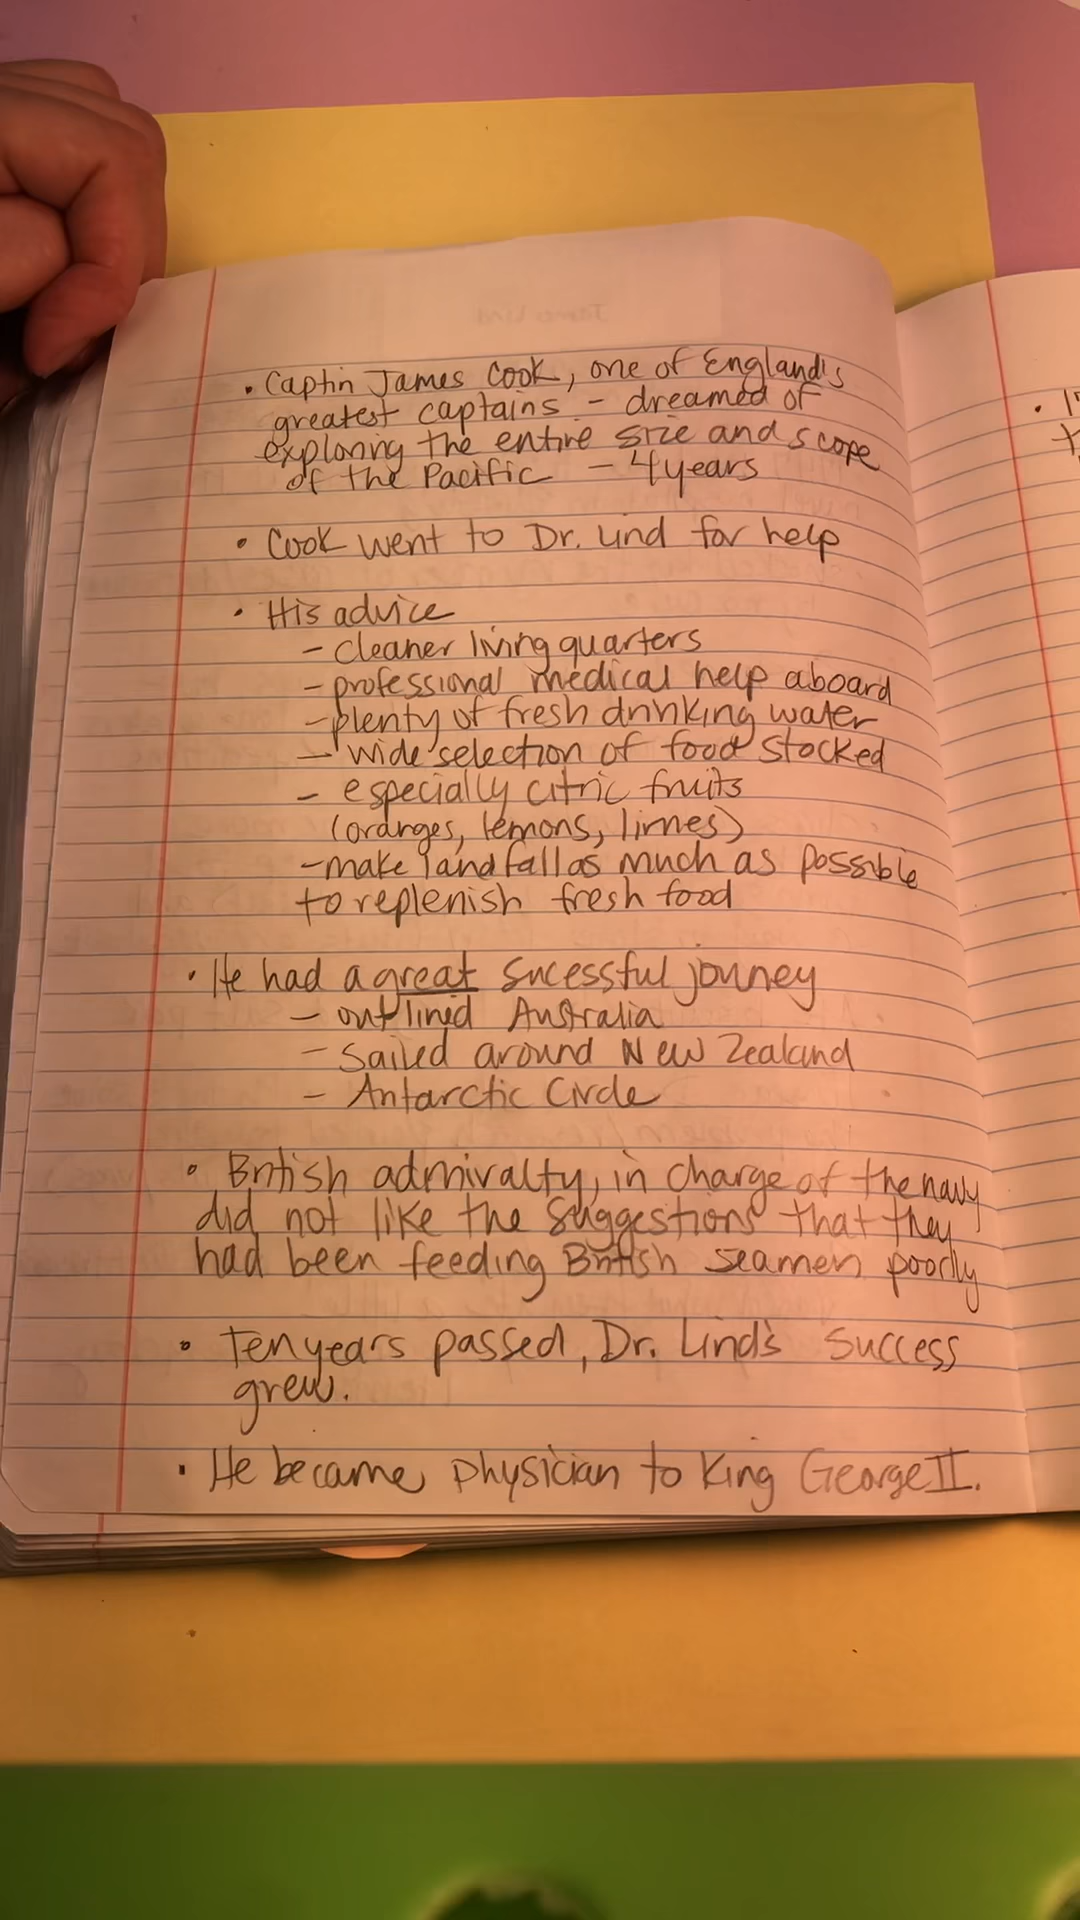 • Captin James Cook, one of England's
greatest captains - dreamed of
exploring the entire size and scope
of the Pacific - 4 years
• Cook went to Dr. Lind for help
• His advice
- cleaner living quarters
- professional medical help aboard
- plenty of fresh drinking water
- wide selection of food stocked
- especially citric fruits
(oranges, lemons, limes)
- make landfall as much as possible
to replenish fresh food
• He had a great sucessful jouney
- outlined Australia
- sailed around New Zealand
- Antarctic Circle
• British admiralty, in charge of the navy
did not like the suggestions that they
had been feeding British seamen poorly
• Ten years passed, Dr. Lind's success
grew.
• He became physician to King George II.